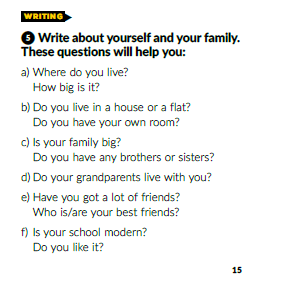 WRITING
5 Write about yourself and your family.
These questions will help you:
a) Where do you live?
How big is it?
b) Do you live in a house or a flat?
Do you have your own room?
c) Is your family big?
Do you have any brothers or sisters?
d) Do your grandparents live with you?
e) Have you got a lot of friends?
Who is/are your best friends?
f) Is your school modern?
Do you like it?
15